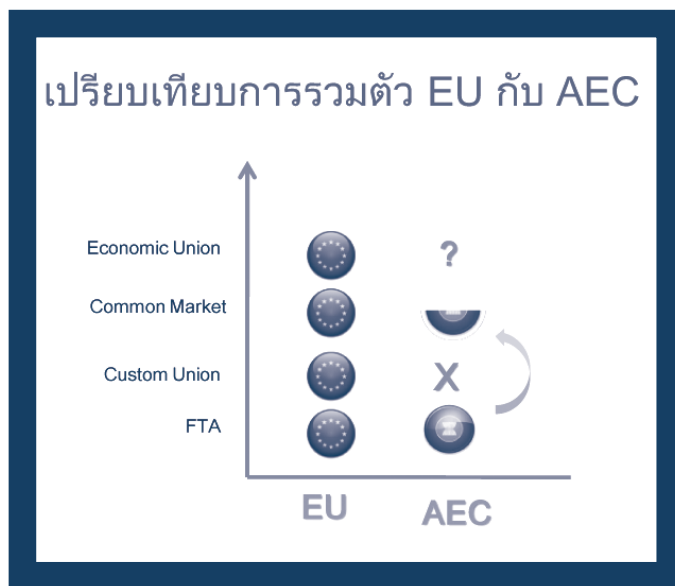 เปรียบเทียบการรวมตัว EU กับ AEC
Economic Union
?
Common Market
Custom Union
X
FTA
EU
AEC